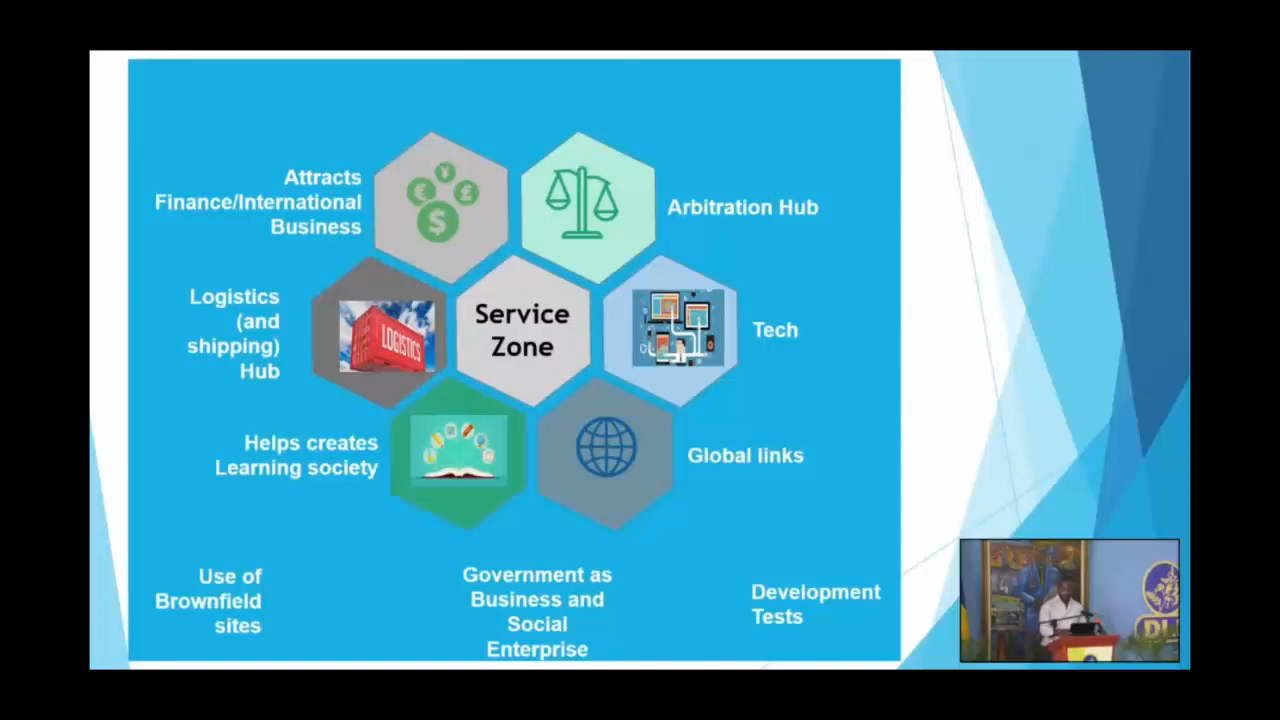 Attracts
Finance/International
Business
Arbitration Hub
Logistics
(and
shipping)
Hub
LOGISTICS
Service
Zone
Tech
Helps creates
Learning society
Global links
Use of
Brownfield
sites
Government as
Business and
Social
Enterprise
Development
Tests